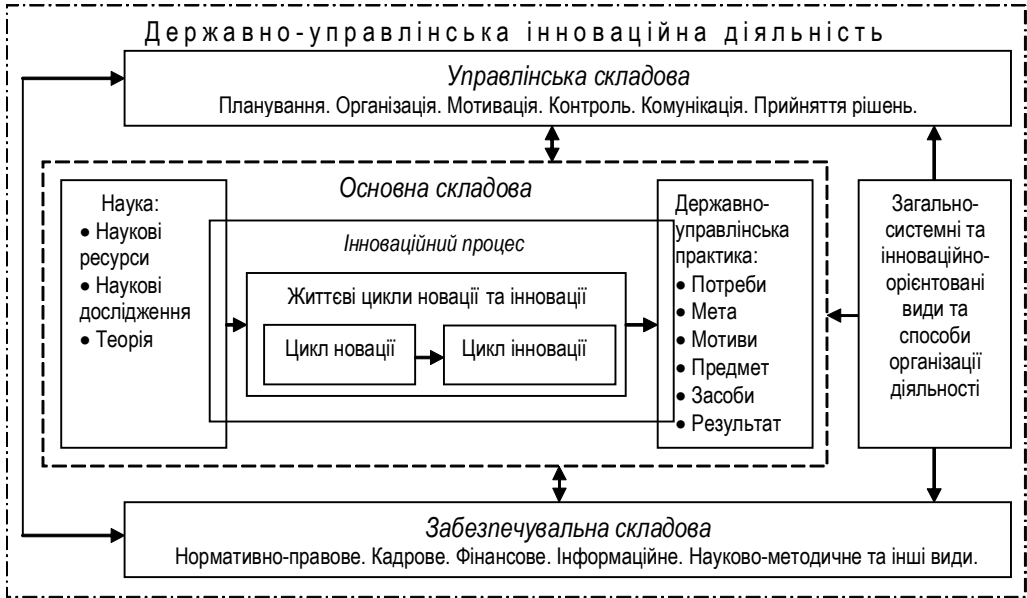 Державно-управлінська інноваційна діяльність
Управлінська складова
Планування. Організація. Мотивація. Контроль. Комунікація. Прийняття рішень.
Основна складова
Наука:
• Наукові
ресурси
• Наукові
дослідження
• Теорія
Інноваційний процес
Життєві цикли новації та інновації
Цикл новації
Цикл інновації
Державно-
управлінська
практика:
• Потреби
• Мета
• Мотиви
• Предмет
• Засоби
• Результат
Загально-
системні та
інноваційно-
орієнтовані
види та
способи
організації
діяльності
Забезпечувальна складова
Нормативно-правове. Кадрове. Фінансове. Інформаційне. Науково-методичне та інші види.